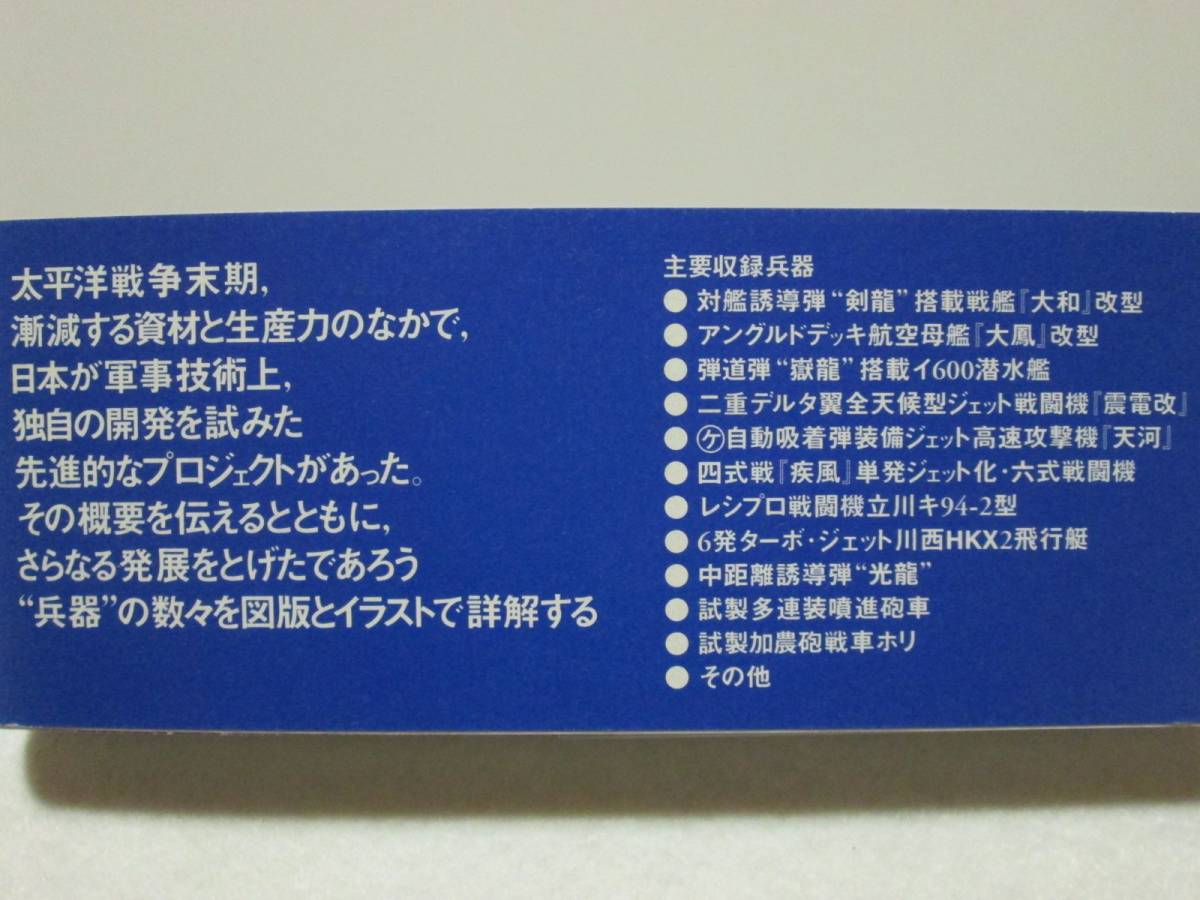 太平洋戦争末期,
漸減する資材と生産力のなかで,
日本が軍事技術上,
独自の開発を試みた
先進的なプロジェクトがあった。
その概要を伝えるとともに,
さらなる発展をとげたであろう
“兵器”の数々を図版とイラストで詳解する
主要収録兵器
● 対艦誘導弾“剣龍”搭載戦艦『大和』改型
● アングルドデッキ航空母艦『大鳳』改型
● 弾道弾“嶽龍”搭載イ600潜水艦
● 二重デルタ翼全天候型ジェット戦闘機『震電改』
● ㋘自動吸着弾装備ジェット高速攻撃機『天河』
● 四式戦『疾風』単発ジェット化・六式戦闘機
● レシプロ戦闘機立川キ94-2型
● 6発ターボ・ジェット川西HKX2飛行艇
● 中距離誘導弾“光龍”
● 試製多連装噴進砲車
● 試製加農砲戦車ホリ
● その他